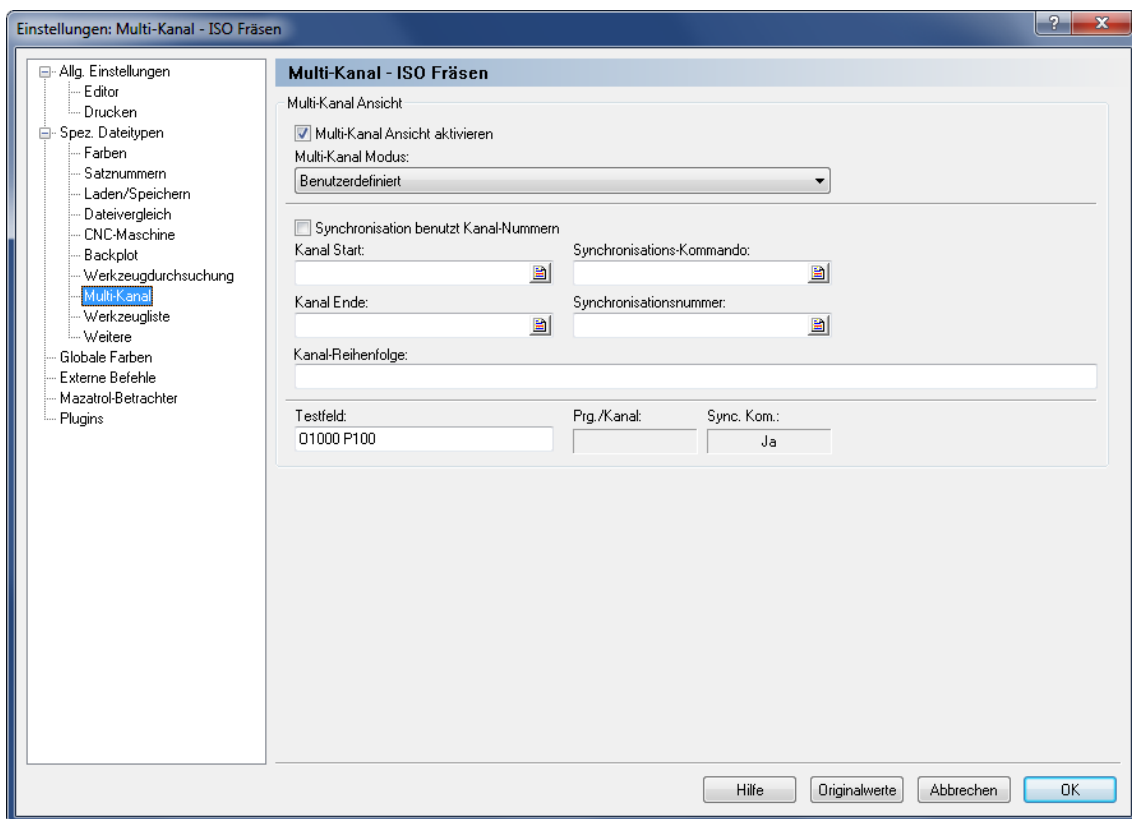 Einstellungen: Multi-Kanal - ISO Fräsen
?
Allg. Einstellungen
Editor
Drucken
Spez. Dateitypen
Farben
Satznummern
Laden/Speichern
Dateivergleich
CNC-Maschine
Backplot
Werkzeugdurchsuchung
Multi-Kanal
Werkzeugliste
Weitere
Globale Farben
Externe Befehle
Mazatrol-Betrachter
Plugins
Multi-Kanal - ISO Fräsen
Multi-Kanal Ansicht
Multi-Kanal Ansicht aktivieren
Multi-Kanal Modus:
Benutzerdefiniert
Synchronisation benutzt Kanal-Nummern
Kanal Start: Synchronisations-Kommando:
Kanal Ende: Synchronisationsnummer:
Kanal-Reihenfolge:
Testfeld: Prg./Kanal: Sync. Kom.:
O1000 P100 Ja
Hilfe Originalwerte Abbrechen OK